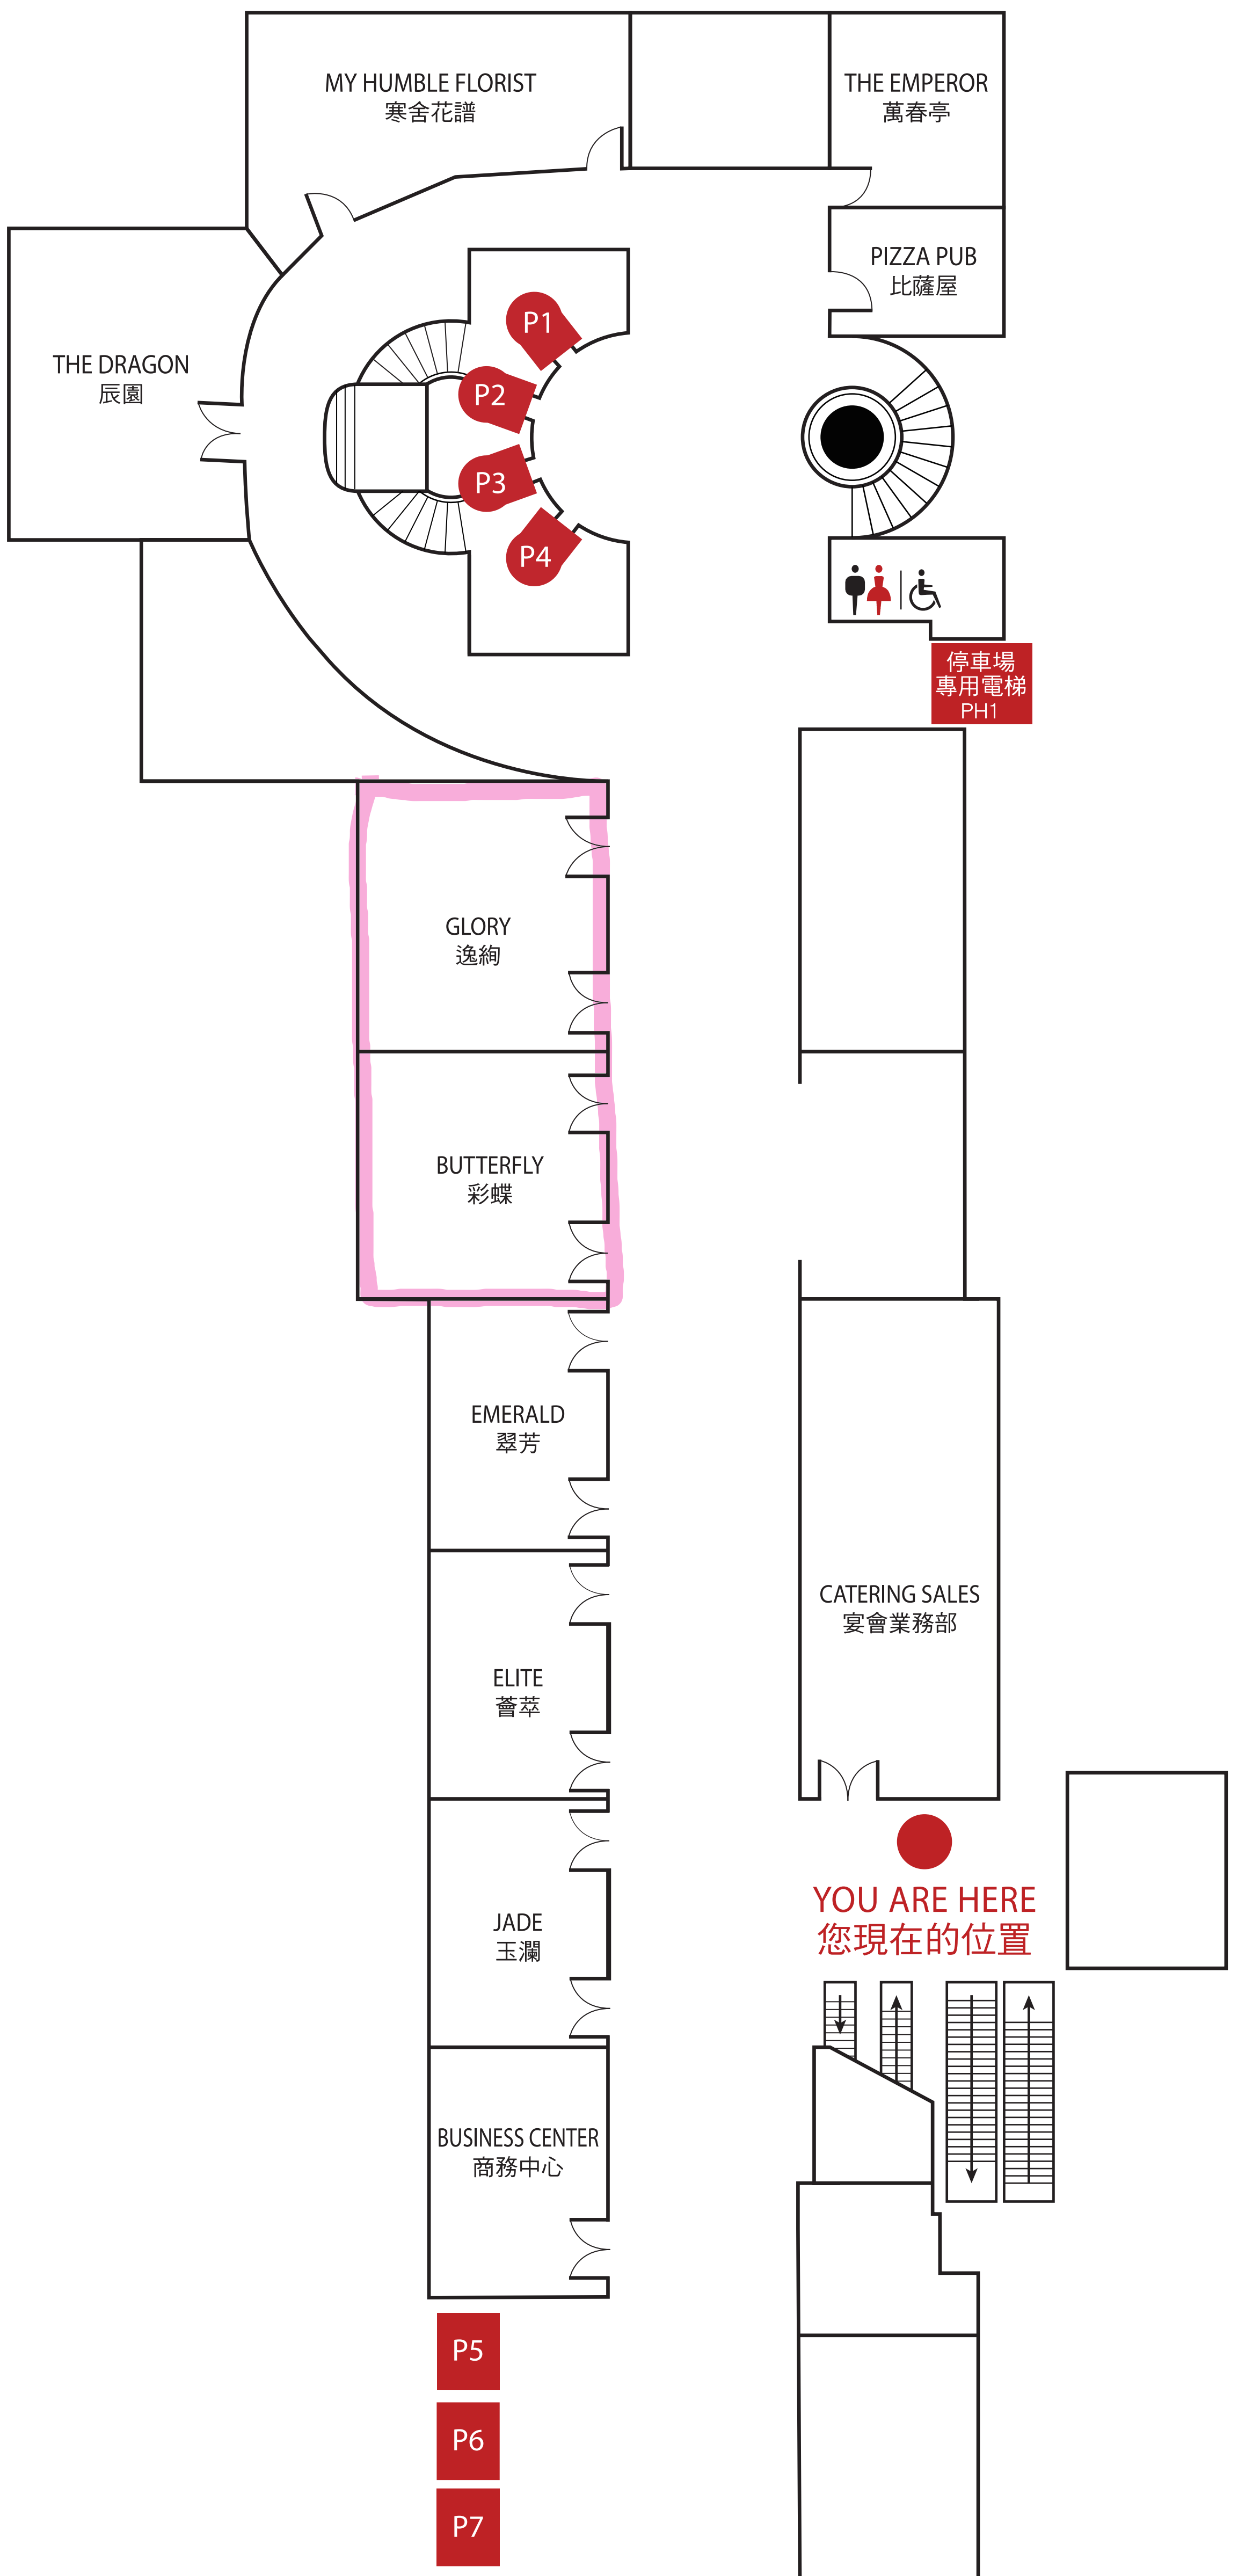 MY HUMBLE FLORIST
寒舍花譜
THE EMPEROR
萬春亭
PIZZA PUB
比薩屋
THE DRAGON
辰園
P1
P2
P3
P4
停車場
專用電梯
PH1
GLORY
逸絢
BUTTERFLY
彩蝶
EMERALD
翠芳
CATERING SALES
宴會業務部
ELITE
薈萃
YOU ARE HERE
您現在的位置
JADE
玉瀾
BUSINESS CENTER
商務中心
P5
P6
P7